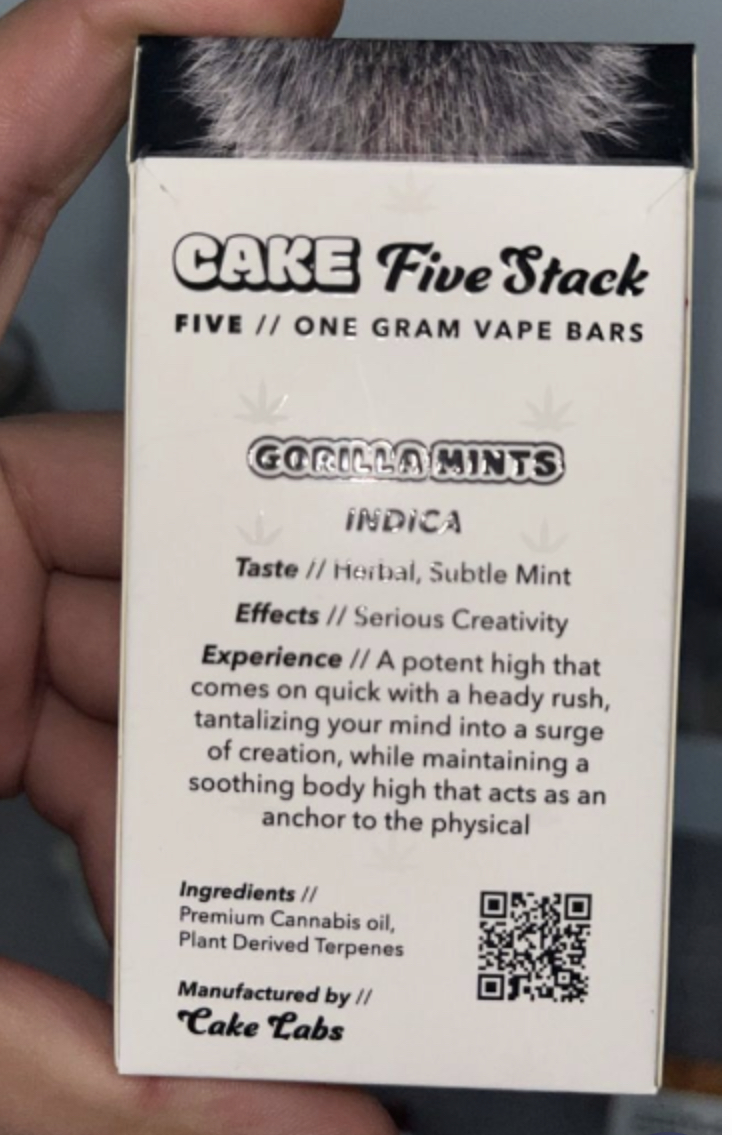 CAKE Five Stack
FIVE // ONE GRAM VAPE BARS
GORILLA MINTS
INDICA
Taste // Herbal, Subtle Mint
Effects // Serious Creativity
Experience // A potent high that
comes on quick with a heady rush,
tantalizing your mind into a surge
of creation, while maintaining a
soothing body high that acts as an
anchor to the physical
Ingredients //
Premium Cannabis oil,
Plant Derived Terpenes
Manufactured by //
Cake Labs